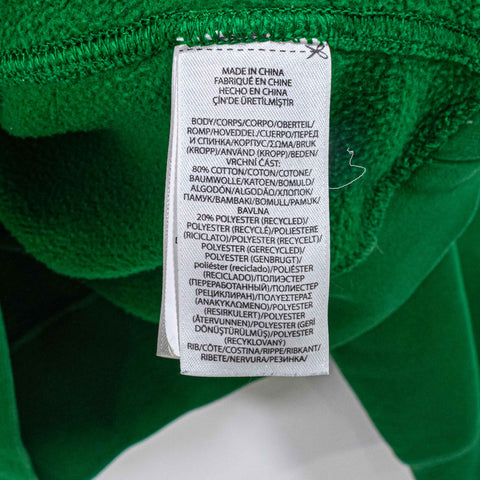 MADE IN CHINA
FABRIQUÉ EN CHINE
HECHO EN CHINA
ÇİN'DE ÜRETİLMİŞTİR
BODY/CORPS/CORPO/OBERTEIL/
ROMP/HOVEDDEL/CUERPO/ПЕРЕД
И СПИНКА/КОРПУС/ΣΩΜΑ/BRUK
(KROPP)/ANVÄND (KROPP)/BEDEN/
VRCHNÍ ČÁST:
80% COTTON/COTON/COTONE/
BAUMWOLLE/KATOEN/BOMULD/
ALGODÓN/ALGODÃO/ХЛОПОК/
ΠΑΜΥΚ/BAMBAKI/BOMULL/PAMUK/
BAVLNA
20% POLYESTER (RECYCLED)/
POLYESTER (RECYCLÉ)/POLIESTERE
(RICICLATO)/POLYESTER (RECYCELT)/
POLYESTER (GERECYCLED)/
POLYESTER (GENBRUGT)/
poliéster (reciclado)/POLIÉSTER
(RECICLADO)/ПОЛИЭСТЕР
(ПЕРЕРАБОТАННЫЙ)/ПОЛИЕСТЕР
(РЕЦИКЛИРАН)/ΠΟΛΥΕΣΤΕΡΑΣ
(ΑΝΑΚΥΚΛΩΜΕΝΟ)/POLYESTER
(RESIRKULERT)/POLYESTER
(ÅTERVUNNEN)/POLYESTER (GERİ
DÖNÜŞTÜRÜLMÜŞ)/POLYESTER
(RECYKLOVANÝ)
RIB/CÔTE/COSTINA/RIPPE/RIBKANT/
RIBETE/NERVURA/РЕЗИНКА/